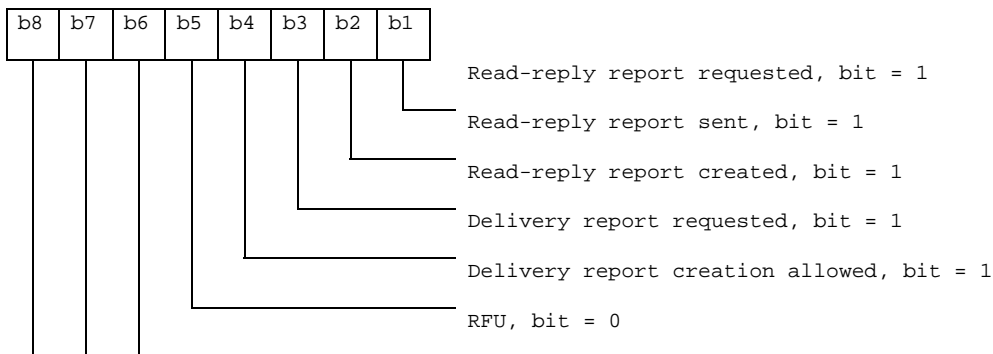 b8 b7 b6 b5 b4 b3 b2 b1
Read-reply report requested, bit = 1
Read-reply report sent, bit = 1
Read-reply report created, bit = 1
Delivery report requested, bit = 1
Delivery report creation allowed, bit = 1
RFU, bit = 0